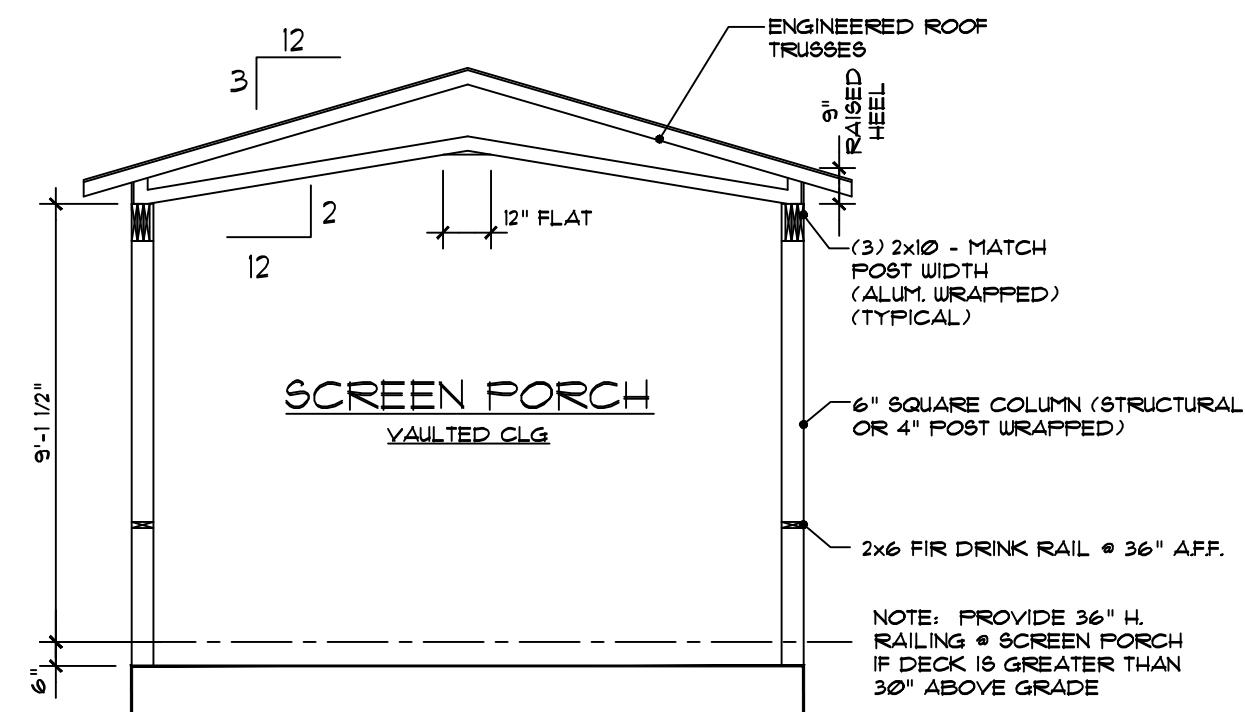 ENGINEERED ROOF
TRUSSES
12
3
9"
RAISED
HEEL
2
12
12" FLAT
(3) 2x10 - MATCH
POST WIDTH
(ALUM. WRAPPED)
(TYPICAL)
SCREEN PORCH
VAULTED CLG
9'-1 1/2"
6" SQUARE COLUMN (STRUCTURAL
OR 4" POST WRAPPED)
2x6 FIR DRINK RAIL @ 36" A.F.F.
NOTE: PROVIDE 36" H.
RAILING @ SCREEN PORCH
IF DECK IS GREATER THAN
30" ABOVE GRADE
6"